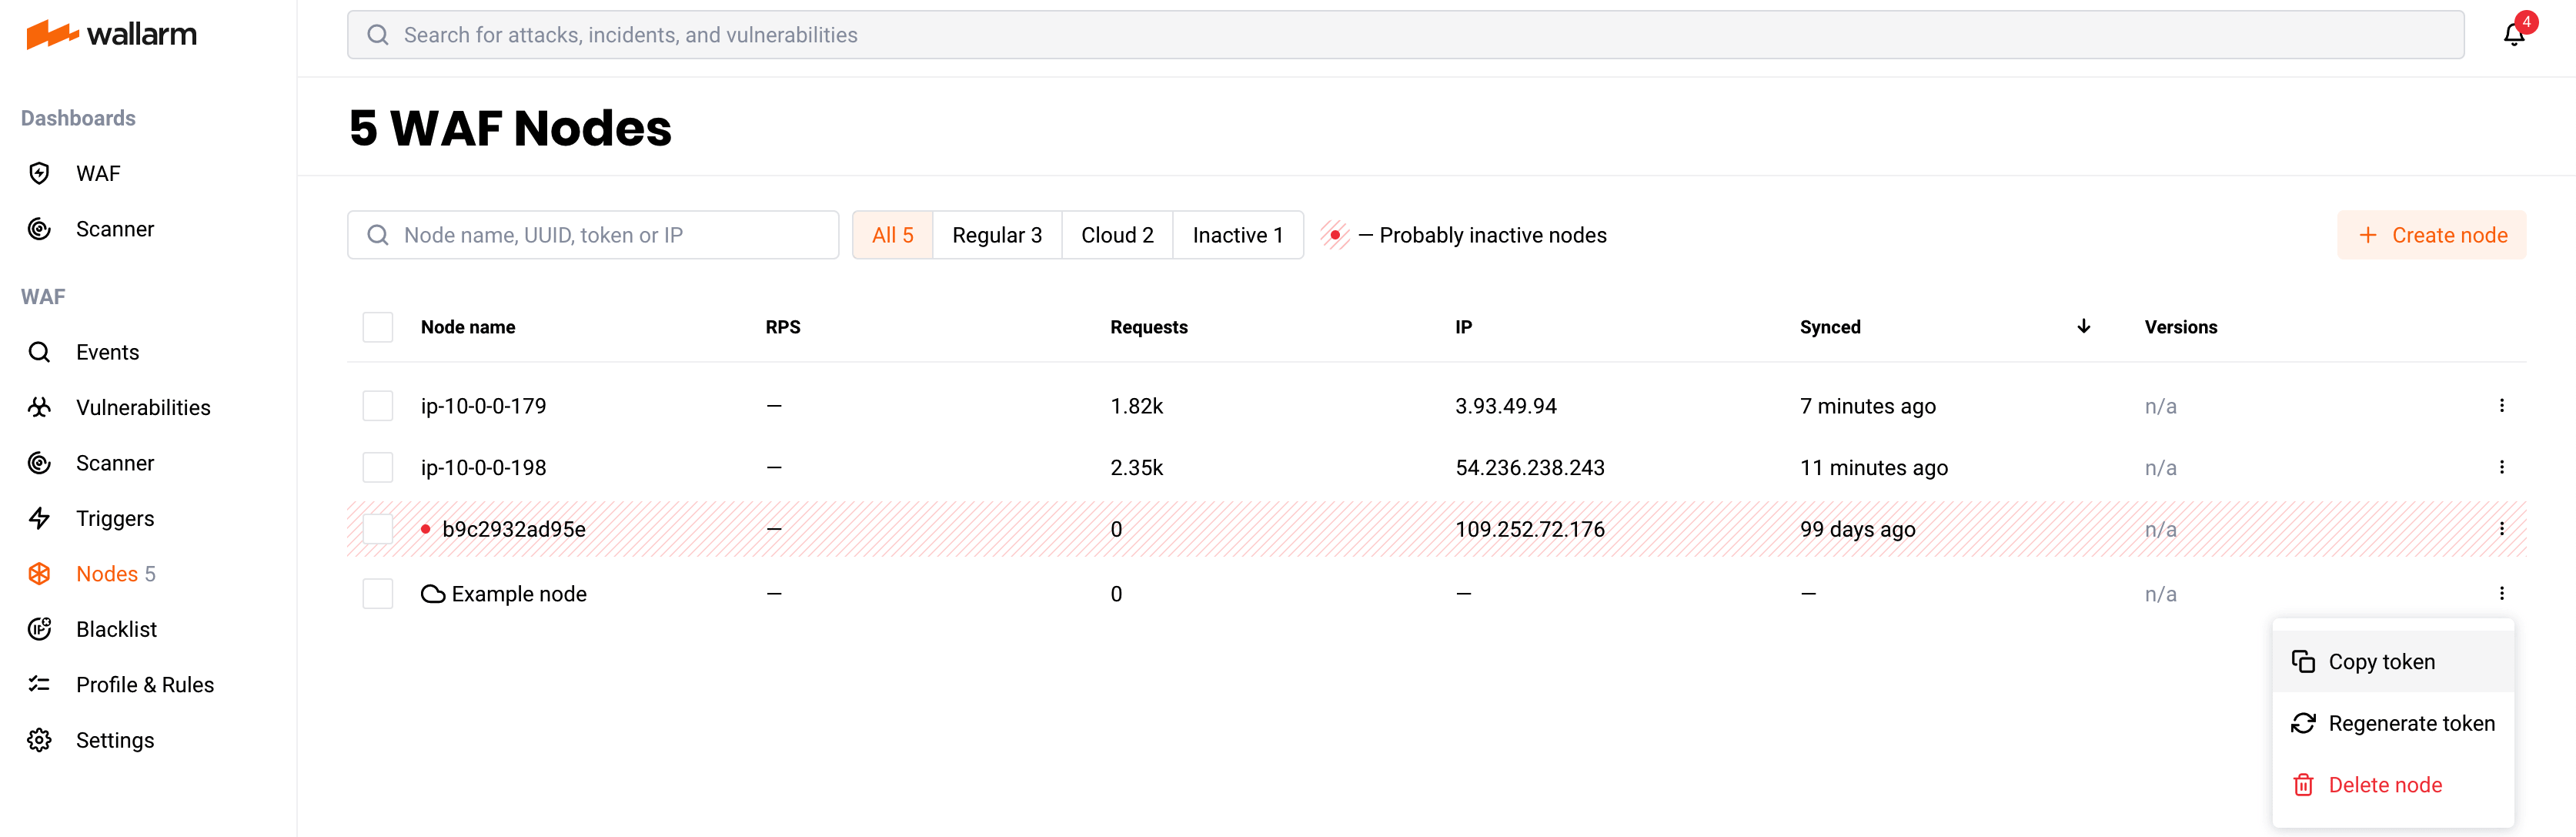 wallarm
Search for attacks, incidents, and vulnerabilities
4
Dashboards
WAF
Scanner
WAF
Events
Vulnerabilities
Scanner
Triggers
Nodes 5
Blacklist
Profile & Rules
Settings
5 WAF Nodes
Node name, UUID, token or IP
All 5 Regular 3 Cloud 2 Inactive 1 — Probably inactive nodes
+ Create node
Node name RPS Requests IP Synced ↓ Versions
ip-10-0-0-179 — 1.82k 3.93.49.94 7 minutes ago n/a
ip-10-0-0-198 — 2.35k 54.236.238.243 11 minutes ago n/a
b9c2932ad95e — 0 109.252.72.176 99 days ago n/a
Example node — 0 — — n/a
Copy token
Regenerate token
Delete node